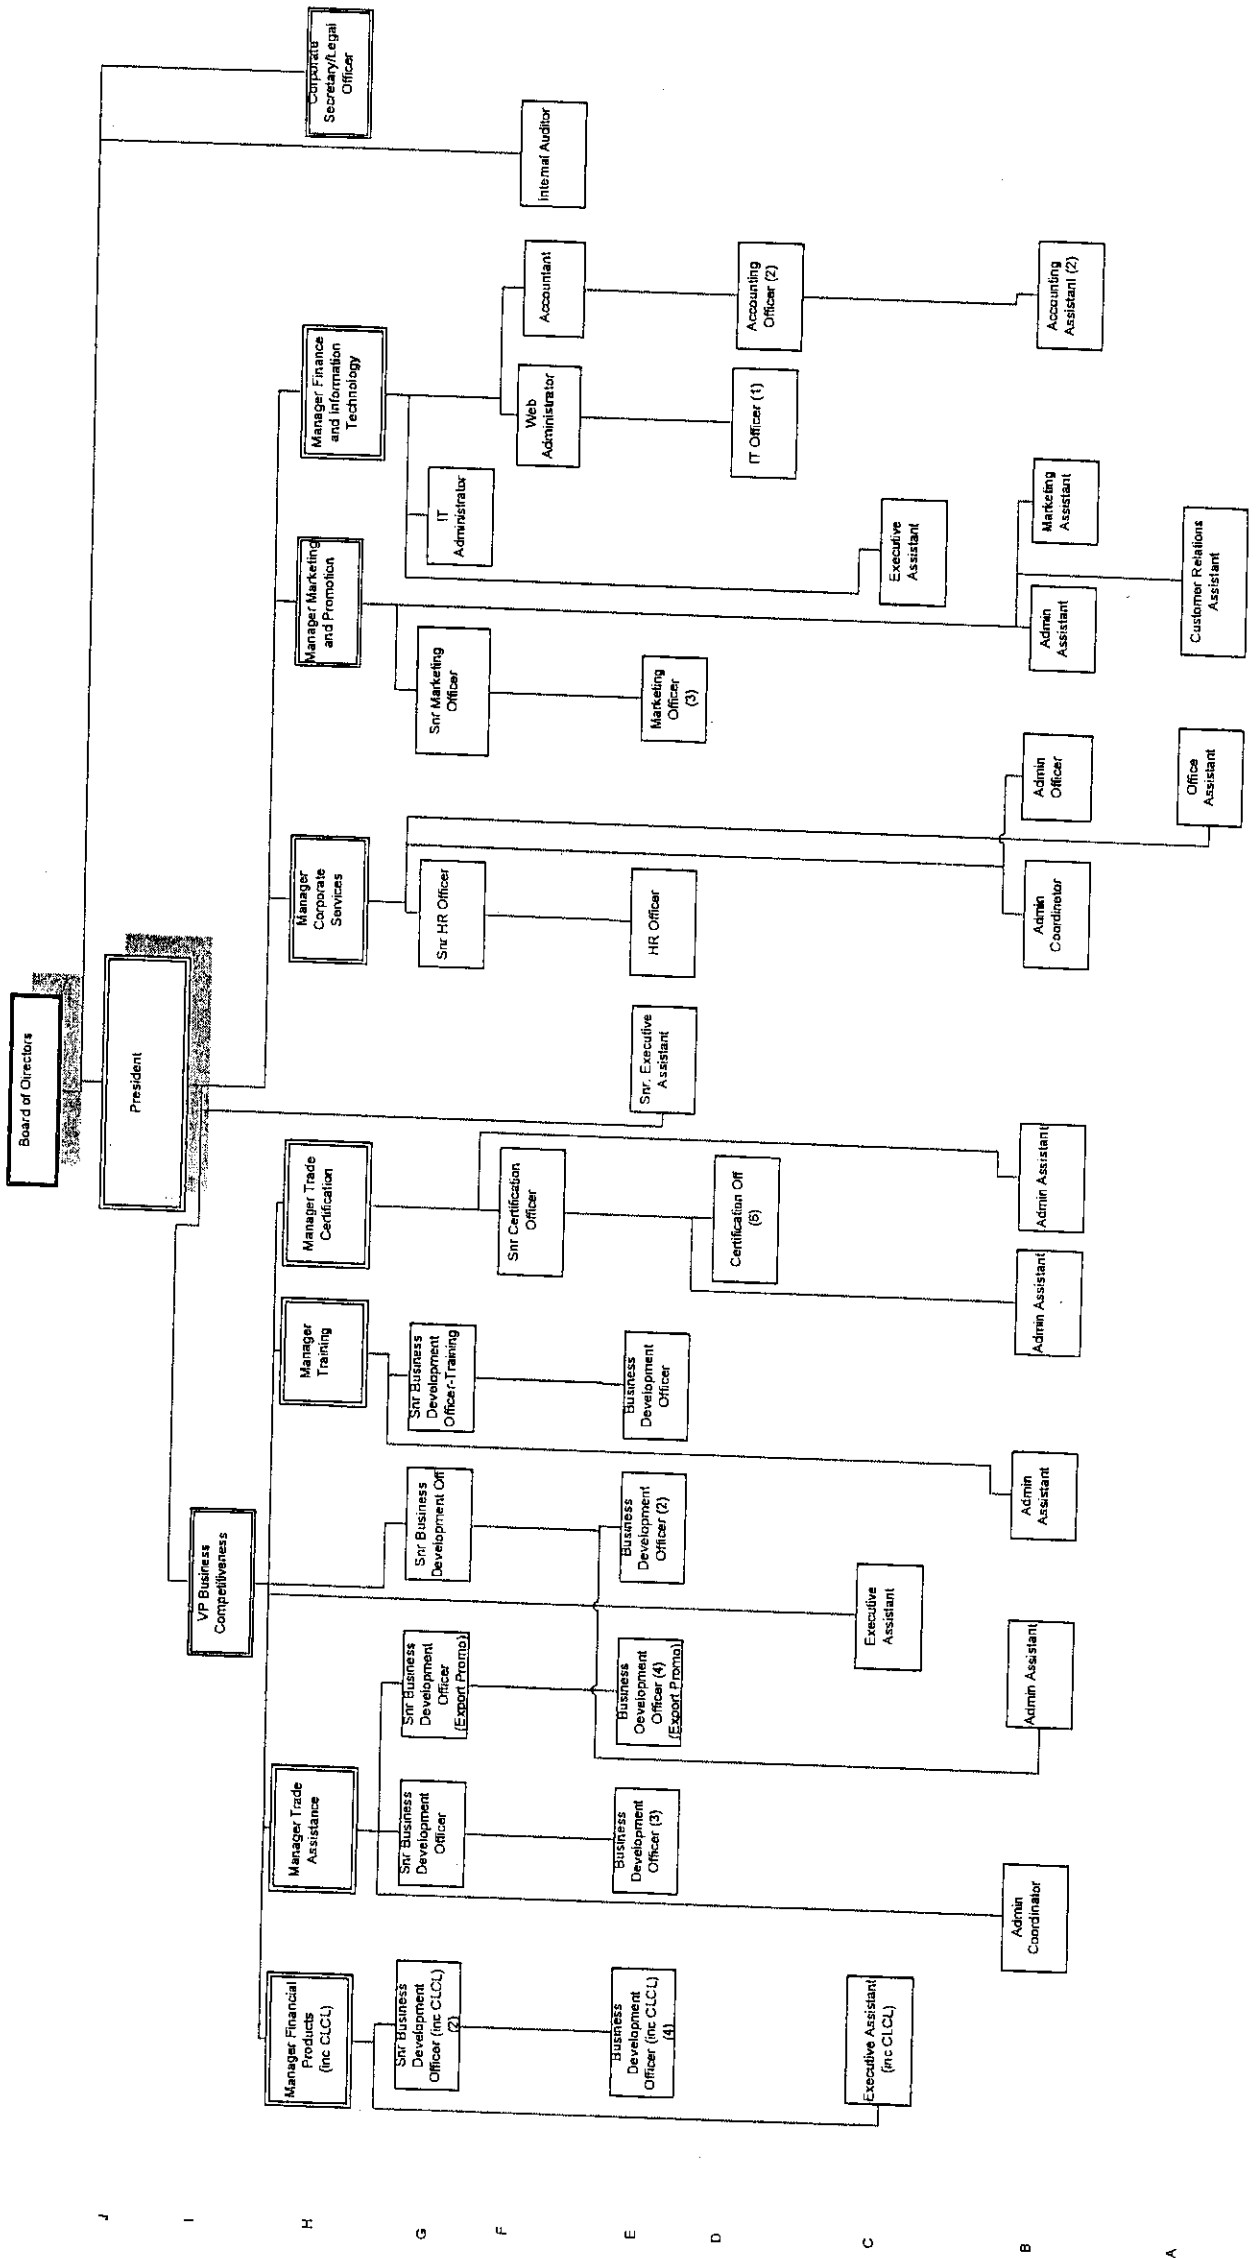 Board of Directors
President
J
VP Business
Competitiveness
I
Manager Financial
Products
(inc CLCL)
Manager Trade
Assistance
Manager
Training
Manager Trade
Certification
Manager
Corporate
Services
Manager Marketing
and Promotion
Manager Finance
and Information
Technology
Corporate
Secretary/Legal
Officer
H
Snr Business
Development
Officer (inc CLCL)
(2)
Snr Business
Development
Officer
Snr Business
Development
Officer
(Export Promo)
Snr Business
Development Off
Snr Business
Development
Officer-Training
Snr HR Officer
Snr Marketing
Officer
IT
Administrator
G
Snr Certification
Officer
Web
Administrator
Accountant
Internal Auditor
F
Business
Development
Officer (inc CLCL)
(4)
Business
Development
Officer (3)
Business
Development
Officer (4)
(Export Promo)
Business
Development
Officer (2)
Business
Development
Officer
Snr. Executive
Assistant
HR Officer
Marketing
Officer
(3)
E
Certification Off
IT Officer (1)
Accounting
Officer (2)
D
Executive Assistant
(inc CLCL)
Executive
Assistant
Executive
Assistant
C
Admin
Coordinator
Admin Assistant
Admin
Assistant
Admin Assistant
Admin Assistant
Admin
Coordinator
Admin
Officer
Admin
Assistant
Marketing
Assistant
Accounting
Assistant (2)
B
Office
Assistant
Customer Relations
Assistant
A